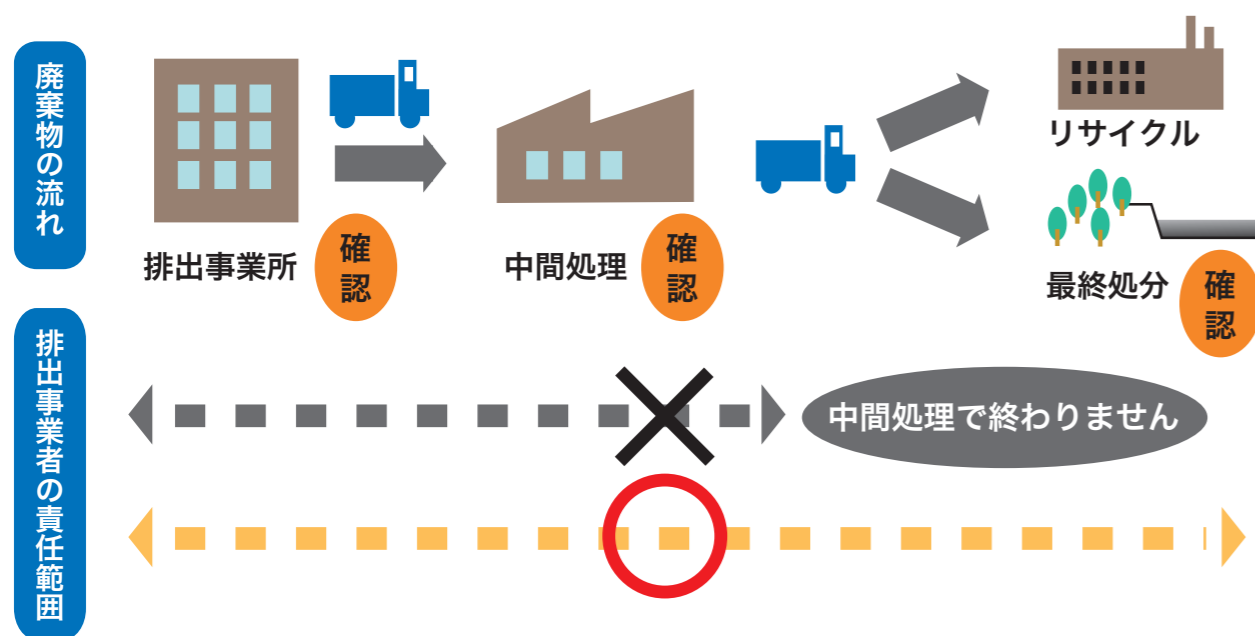 廃棄物の流れ
リサイクル
排出事業所
確認
中間処理
確認
最終処分
確認
排出事業者の責任範囲
中間処理で終わりません